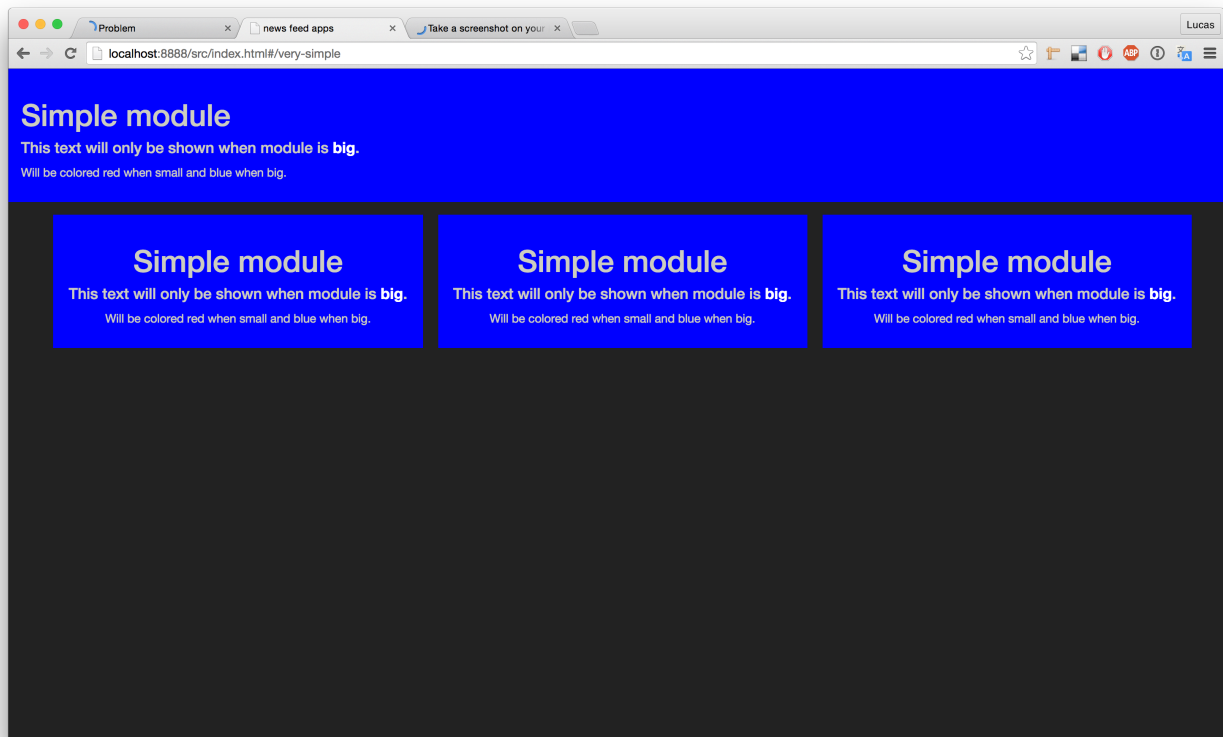 Problem
news feed apps
Take a screenshot on your
Lucas
localhost:8888/src/index.html#/very-simple
ABP
Simple module
This text will only be shown when module is big.
Will be colored red when small and blue when big.
Simple module
This text will only be shown when module is big.
Will be colored red when small and blue when big.
Simple module
This text will only be shown when module is big.
Will be colored red when small and blue when big.
Simple module
This text will only be shown when module is big.
Will be colored red when small and blue when big.